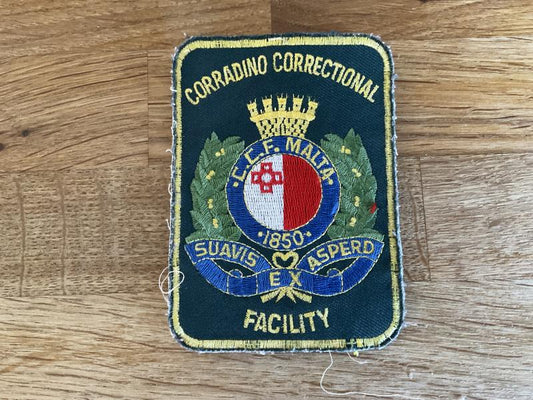 CORRADINO CORRECTIONAL
·C.C.F. MALTA·
·1850·
SUAVIS EX ASPERD
FACILITY